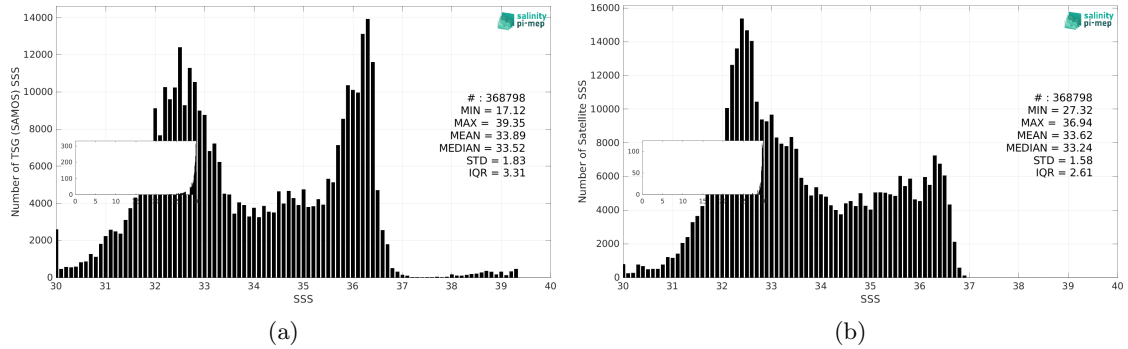 14000
12000
10000
8000
6000
4000
2000
0
Number of TSG (SAMOS) SSS
salinity
pi-mep
# : 368798
MIN = 17.12
MAX = 39.35
MEAN = 33.89
MEDIAN = 33.52
STD = 1.83
IQR = 3.31
300
200
100
0
0 5 10 15 20
30 31 32 33 34 35 36 37 38 39 40
SSS
(a)
16000
14000
12000
10000
8000
6000
4000
2000
0
Number of Satellite SSS
salinity
pi-mep
# : 368798
MIN = 27.32
MAX = 36.94
MEAN = 33.62
MEDIAN = 33.24
STD = 1.58
IQR = 2.61
100
50
0
0 5 10 15
30 31 32 33 34 35 36 37 38 39 40
SSS
(b)